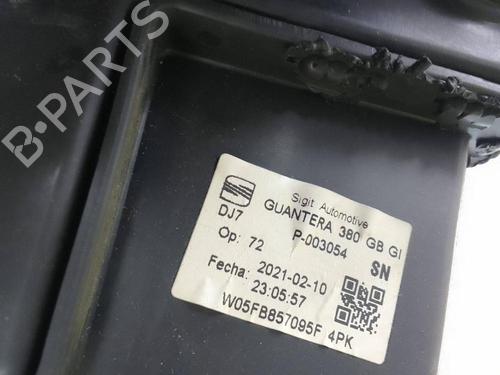 B-PARTS
Sigit Automotive
DJ7 GUANTERA 380 GB GI
Op: 72 P-003054
SN
Fecha: 2021-02-10
23:05:57
W05FB857095F 4PK